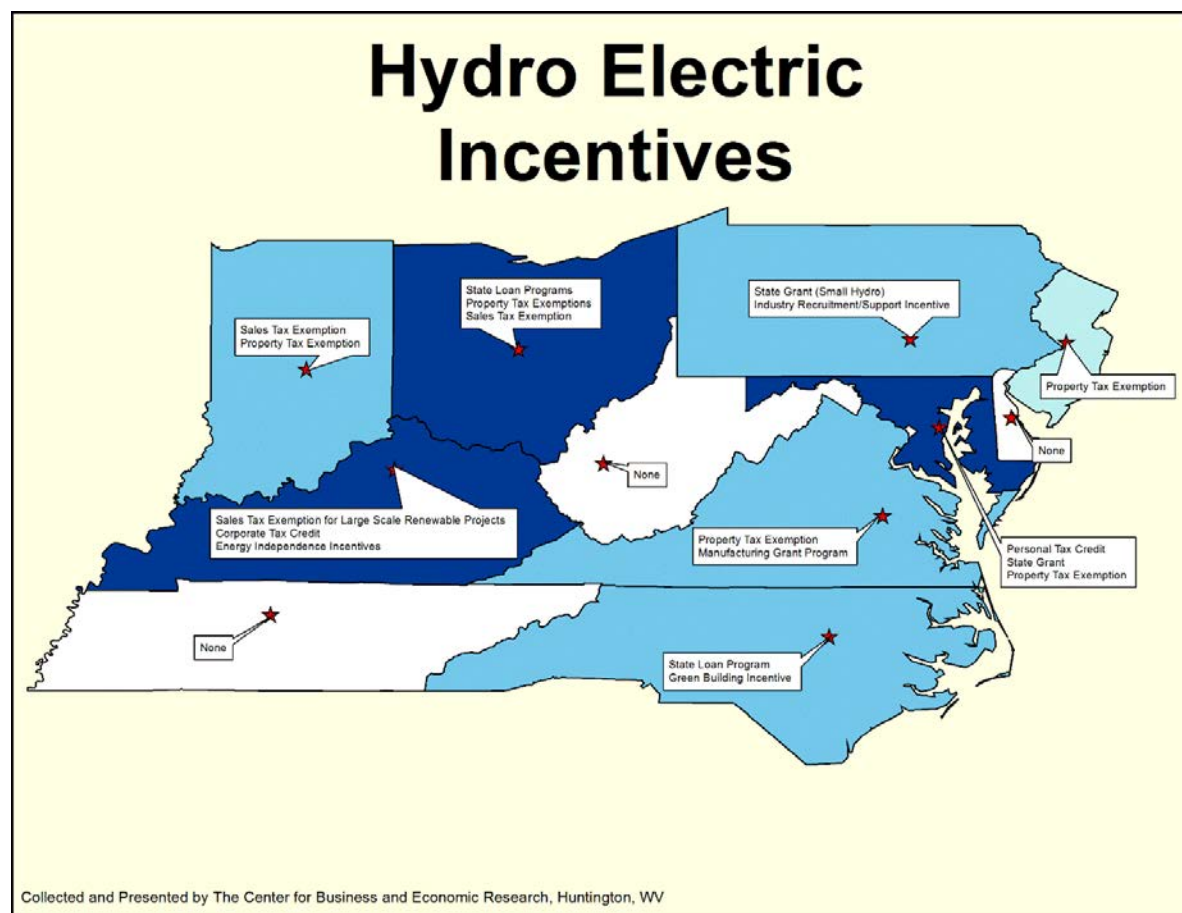 Hydro Electric
Incentives
State Loan Programs
Property Tax Exemptions
Sales Tax Exemption
State Grant (Small Hydro)
Industry Recruitment/Support Incentive
Sales Tax Exemption
Property Tax Exemption
Property Tax Exemption
None
None
Sales Tax Exemption for Large Scale Renewable Projects
Corporate Tax Credit
Energy Independence Incentives
Property Tax Exemption
Manufacturing Grant Program
Personal Tax Credit
State Grant
Property Tax Exemption
None
State Loan Program
Green Building Incentive
Collected and Presented by The Center for Business and Economic Research, Huntington, WV